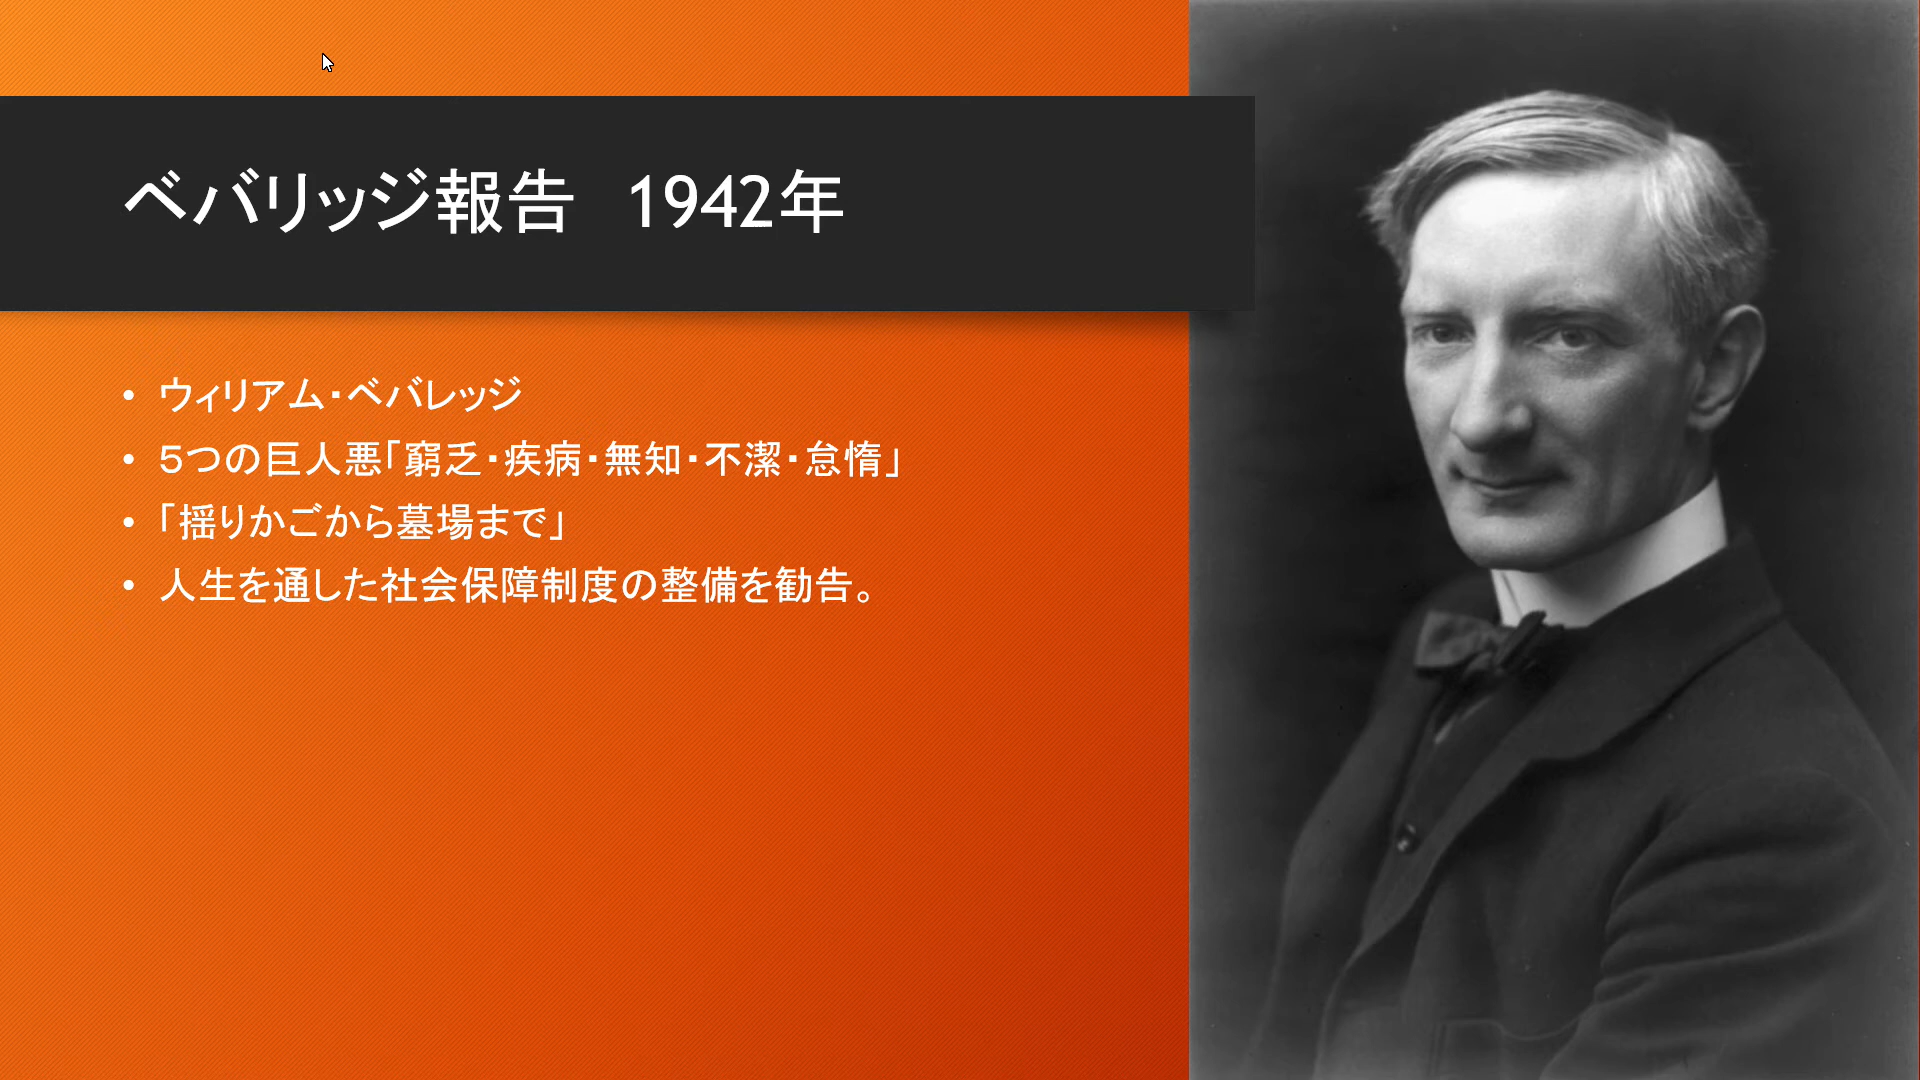 ベバリッジ報告　1942年
• ウィリアム・ベバレッジ
• 5つの巨人悪「窮乏・疾病・無知・不潔・怠惰」
• 「揺りかごから墓場まで」
• 人生を通した社会保障制度の整備を勧告。